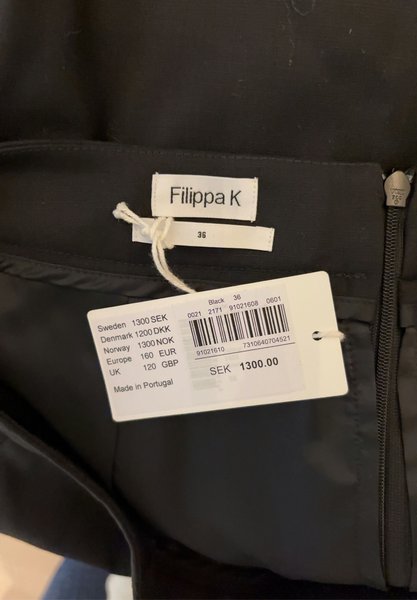 Filippa K
36
Sweden 1300 SEK
Denmark 1200 DKK
Norway 1300 NOK
Europe 160 EUR
UK 120 GBP
Made in Portugal
Black 36
0021 2171 91021608 0601
91021610 7310640704521
SEK 1300.00